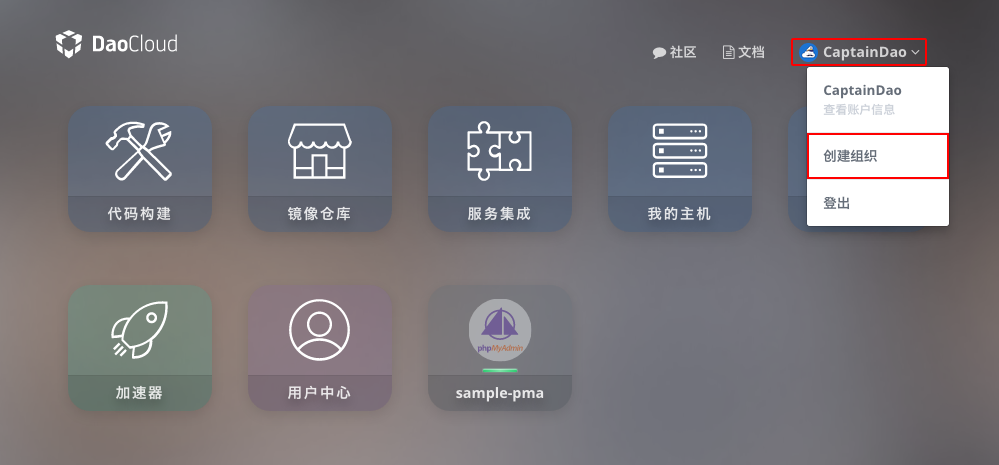 DaoCloud
社区
文档
CaptainDao
CaptainDao
查看账户信息
创建组织
登出
代码构建
镜像仓库
服务集成
我的主机
加速器
用户中心
phpMyAdmin
sample-pma